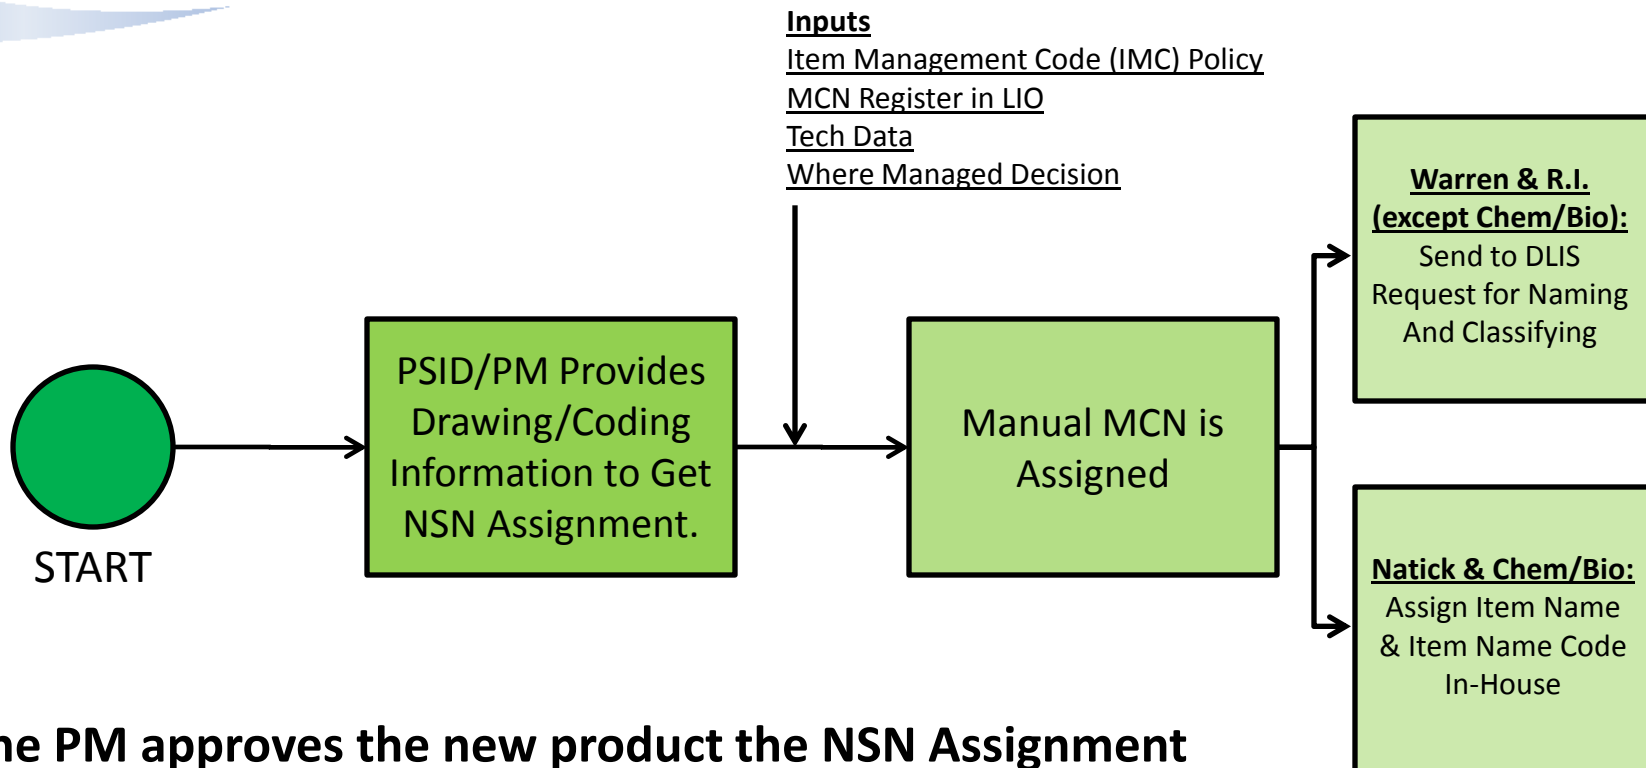 Inputs
Item Management Code (IMC) Policy
MCN Register in LIO
Tech Data
Where Managed Decision
START
PSID/PM Provides
Drawing/Coding
Information to Get
NSN Assignment.
Manual MCN is
Assigned
Warren & R.I.
(except Chem/Bio):
Send to DLIS
Request for Naming
And Classifying
Natick & Chem/Bio:
Assign Item Name
& Item Name Code
In-House
PM approves the new product the NSN Assignment